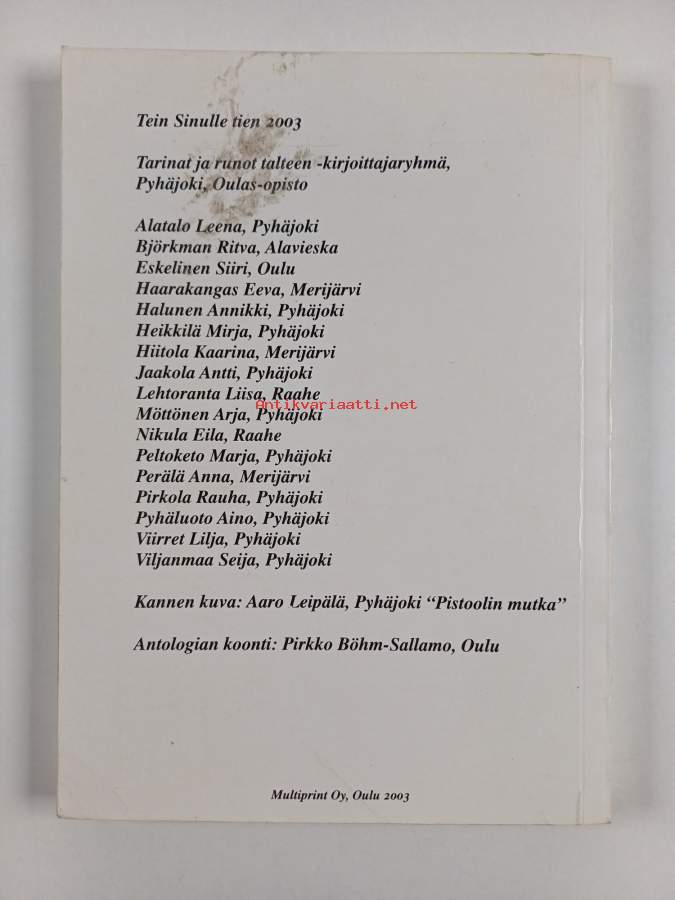 Tein Sinulle tien 2003
Tarinat ja runot talteen -kirjoittajaryhmä,
Pyhäjoki, Oulas-opisto
Alatalo Leena, Pyhäjoki
Björkman Ritva, Alavieska
Eskelinen Siiri, Oulu
Haarakangas Eeva, Merijärvi
Halunen Annikki, Pyhäjoki
Heikkilä Mirja, Pyhäjoki
Hiitola Kaarina, Merijärvi
Jaakola Antti, Pyhäjoki
Lehtoranta Liisa, Raahe
Antikvariaatti.net
Möttönen Arja, Pyhäjoki
Nikula Eila, Raahe
Peltoketo Marja, Pyhäjoki
Perälä Anna, Merijärvi
Pirkola Rauha, Pyhäjoki
Pyhäluoto Aino, Pyhäjoki
Viirret Lilja, Pyhäjoki
Viljanmaa Seija, Pyhäjoki
Kannen kuva: Aaro Leipälä, Pyhäjoki “Pistoolin mutka”
Antologian koonti: Pirkko Böhm-Sallamo, Oulu
Multiprint Oy, Oulu 2003